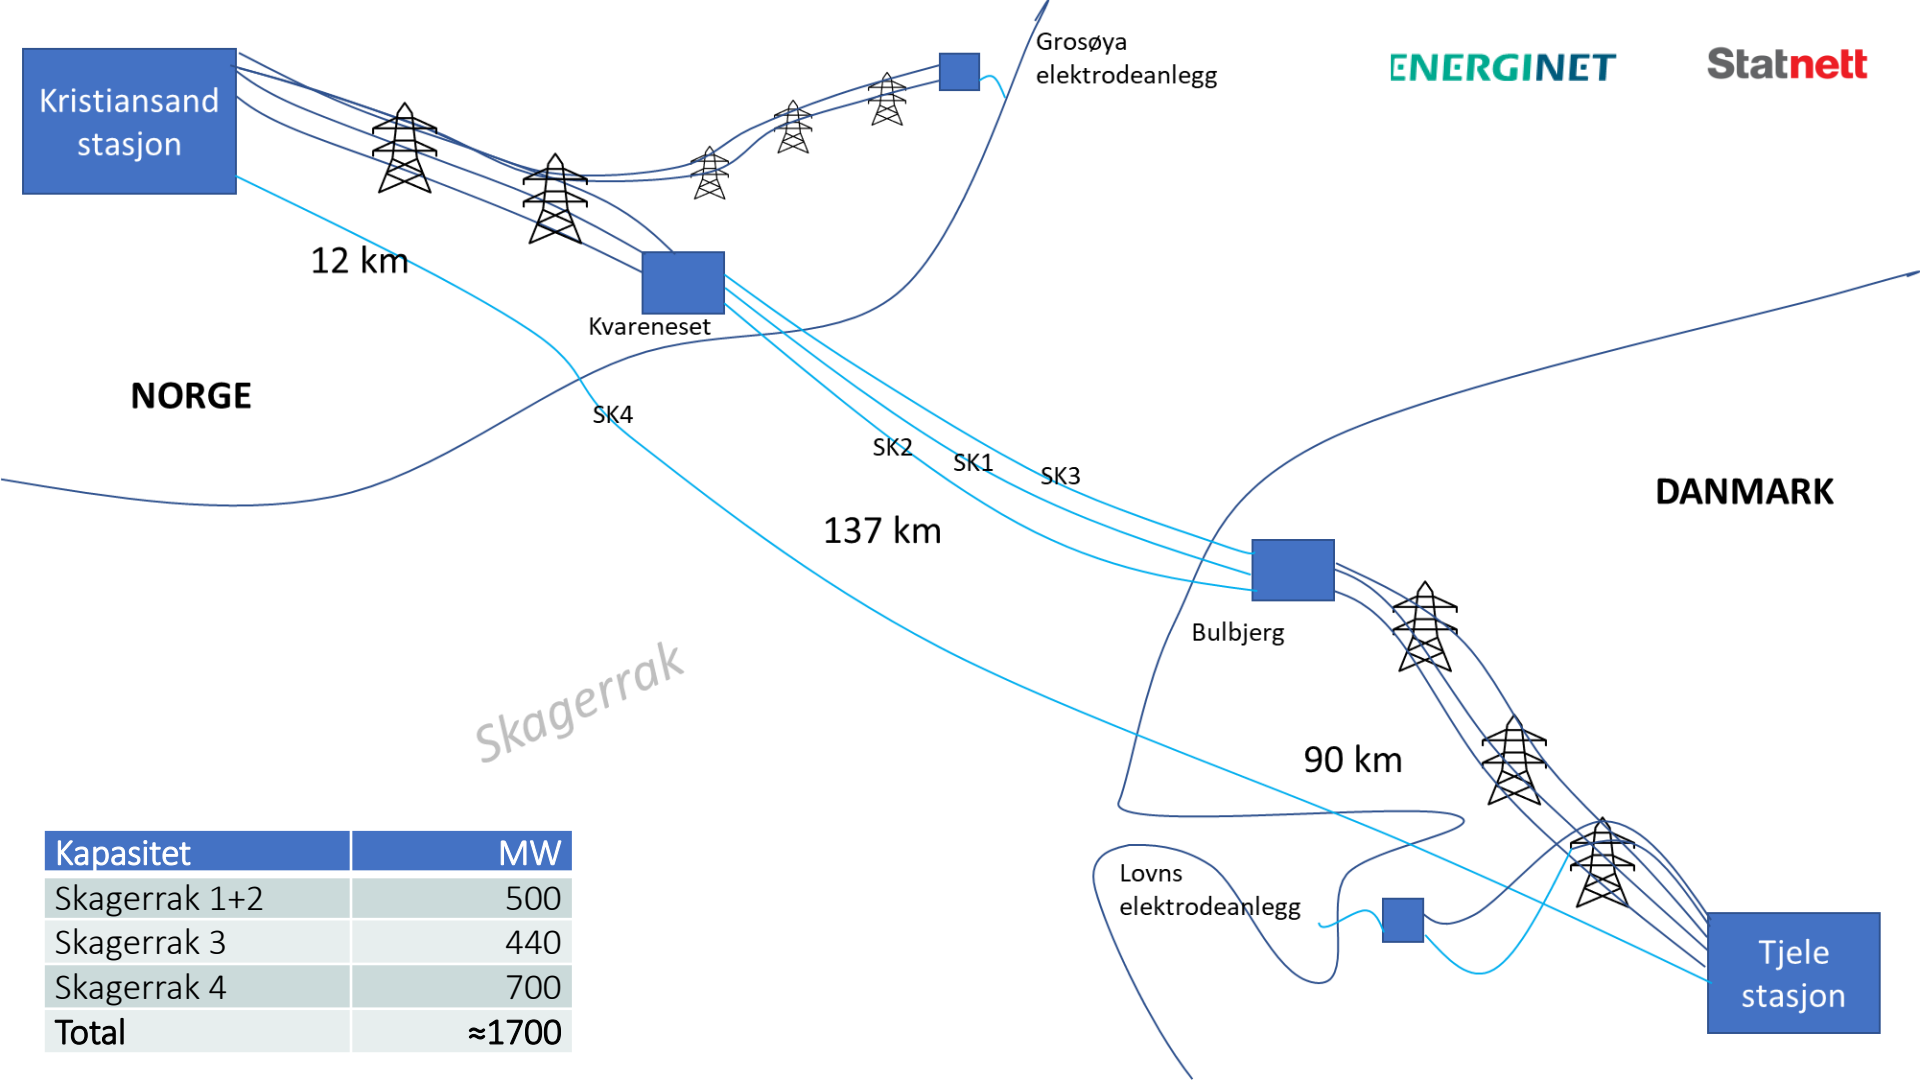 Kristiansand
stasjon
Grosøya
elektrodeanlegg
ENERGINET
Statnett
12 km
Kvareneset
NORGE
SK4
SK2
SK1
SK3
137 km
DANMARK
Bulbjerg
Skagerrak
90 km
Lovns
elektrodeanlegg
Tjele
stasjon
Kapasitet MW
Skagerrak 1+2 500
Skagerrak 3 440
Skagerrak 4 700
Total ≈1700